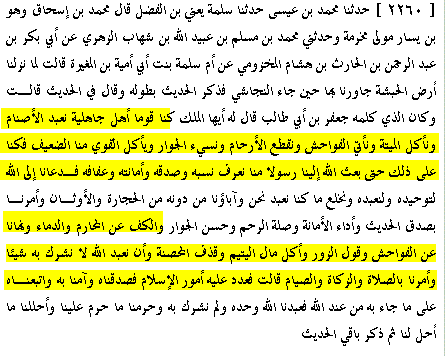 [ ٢٢٦٠ ] حدثنا محمد بن عيسى حدثنا سلمة يعني بن الفضل قال محمد بن إسحاق وهو
بن يسار مولى مخرمة وحدثني محمد بن مسلم بن عبيد الله بن شهاب الزهري عن أبي بكر بن
عبد الرحمن بن الحارث بن هشام المخزومي عن أم سلمة بنت أبي أمية بن المغيرة قالت لما نزلنا
أرض الحبشة جاورنا بها حين جاء النجاشي فذكر الحديث بطوله وقال في الحديث قالت
وكان الذي كلمه جعفر بن أبي طالب قال له أيها الملك كنا قوما أهل جاهلية نعبد الأصنام
ونأكل الميتة ونأتي الفواحش ونقطع الأرحام ونسيء الجوار ويأكل القوي منا الضعيف فكنا
على ذلك حتى بعث الله إلينا رسولا منا نعرف نسبه وصدقه وأمانته وعفافه فدعانا إلى الله
لتوحيده ولنعبده ونخلع ما كنا نعبد نحن وآباؤنا من دونه من الحجارة والأوثان وأمرنا
بصدق الحديث وأداء الأمانة وصلة الرحم وحسن الجوار والكف عن المحارم والدماء ونهانا
عن الفواحش وقول الزور وأكل مال اليتيم وقذف المحصنة وأن نعبد الله لا نشرك به شيئا
وأمرنا بالصلاة والزكاة والصيام قالت فعدد عليه أمور الإسلام فصدقناه وآمنا به واتبعناه
على ما جاء به من عند الله فعبدنا الله وحده ولم نشرك به وحرمنا ما حرم علينا وأحللنا ما
أحل لنا ثم ذكر باقي الحديث